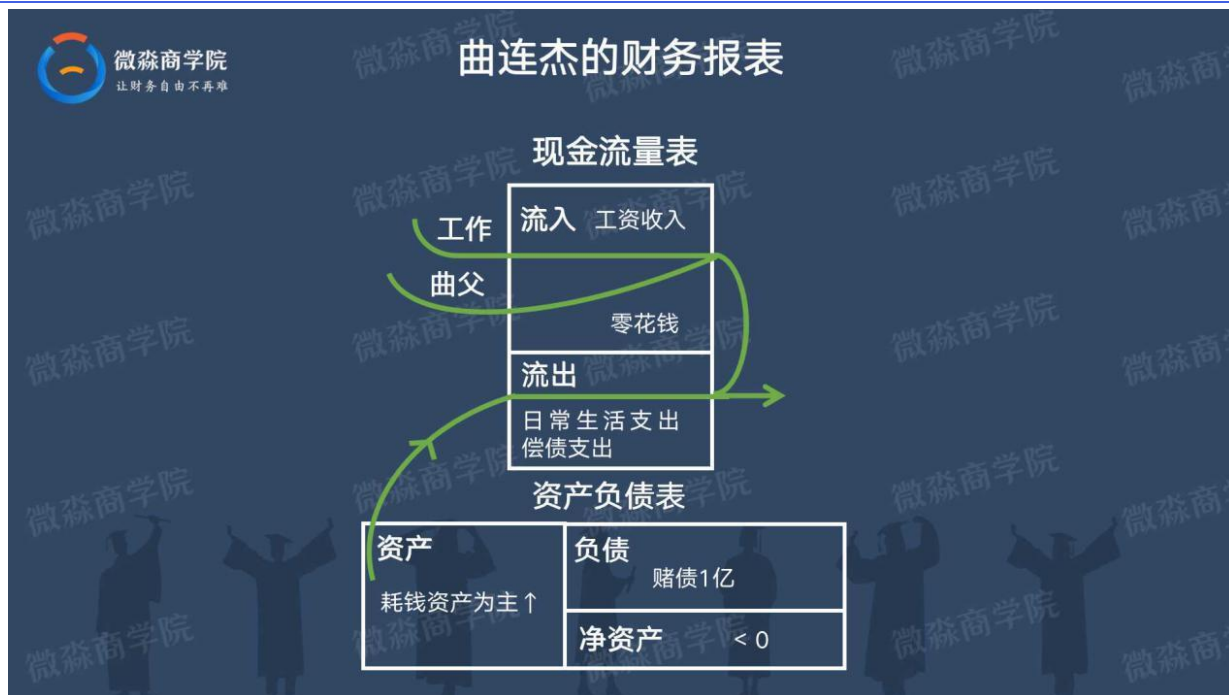 微淼商学院
让财务自由不再难
曲连杰的财务报表
现金流量表
工作
流入 工资收入
曲父
零花钱
流出
日常生活支出
偿债支出
资产负债表
资产
耗钱资产为主↑
负债
赌债1亿
净资产 < 0